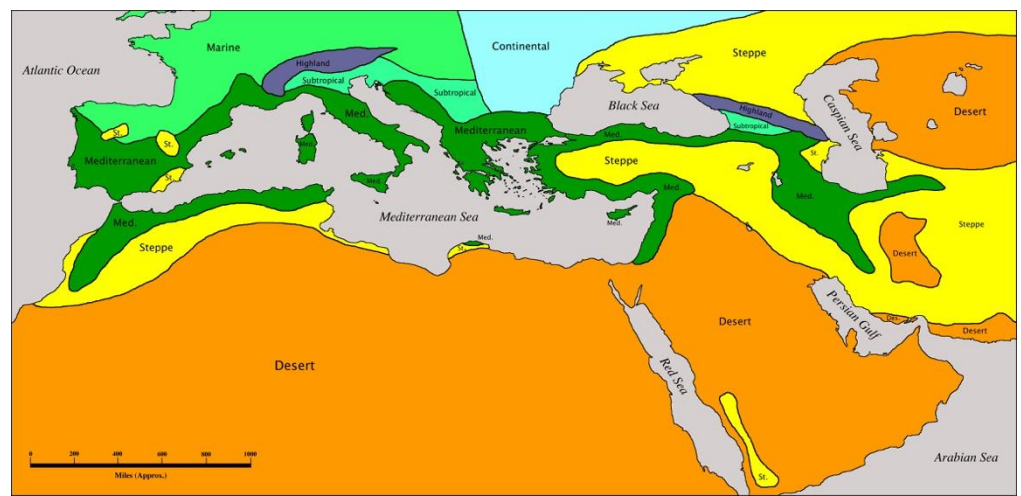 Marine
Continental
Steppe
Atlantic Ocean
Highland
Subtropical
Subtropical
Black Sea
Highland
Subtropical
Caspian Sea
Desert
St.
St.
Mediterranean
St.
Med.
Med.
Med.
Mediterranean
Med.
Steppe
St.
Med.
Med.
Med.
Steppe
Mediterranean Sea
Med.
St.
Med.
Med.
Steppe
Desert
Persian Gulf
Des.
Desert
Desert
Desert
Red Sea
St.
Arabian Sea
0 200 400 600 800 1000
Miles (Approx.)